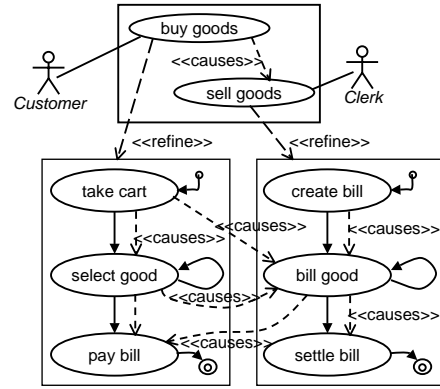 buy goods
<<causes>>
Customer
sell goods
Clerk
<<refine>>
<<refine>>
take cart
create bill
<<causes>>
<<causes>>
<<causes>>
select good
bill good
<<causes>>
<<causes>>
<<causes>>
pay bill
settle bill